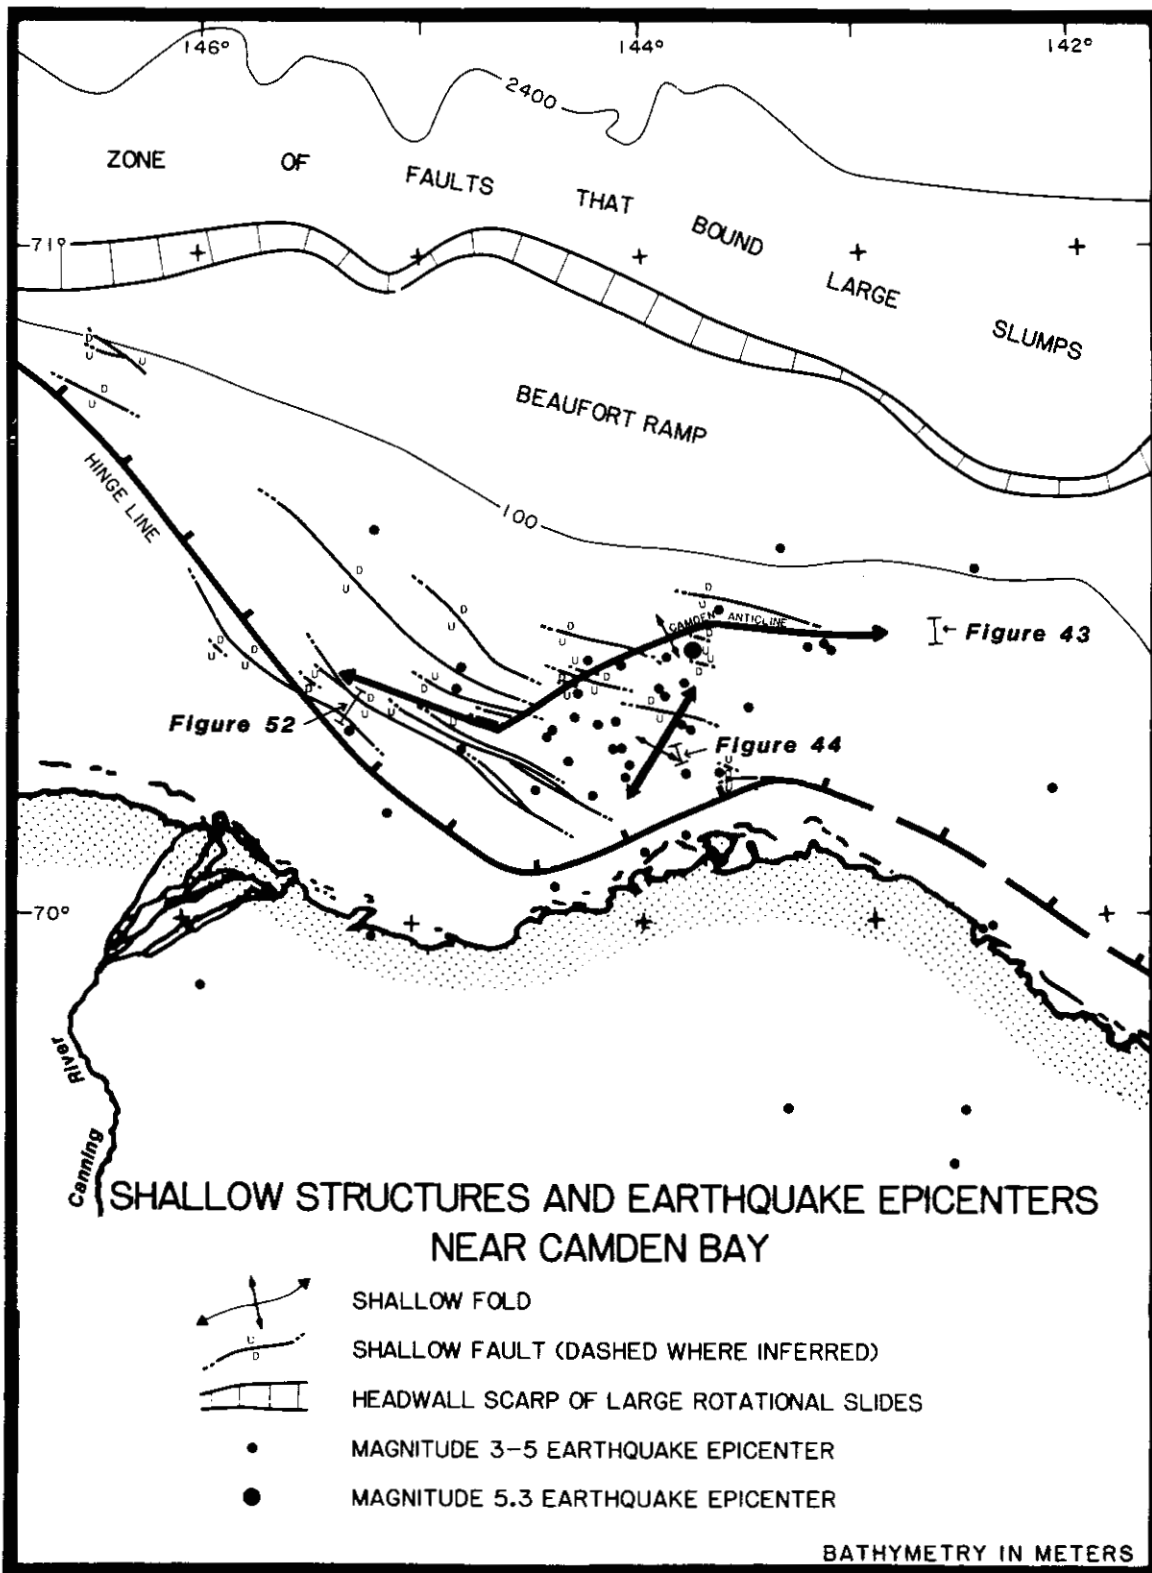 146°
144°
142°
2400
ZONE OF FAULTS THAT BOUND LARGE SLUMPS
71°
BEAUFORT RAMP
HINGE LINE
100
CAMDEN ANTICLINE
Figure 43
Figure 52
Figure 44
70°
Canning River
SHALLOW STRUCTURES AND EARTHQUAKE EPICENTERS
NEAR CAMDEN BAY
SHALLOW FOLD
U
D
SHALLOW FAULT (DASHED WHERE INFERRED)
HEADWALL SCARP OF LARGE ROTATIONAL SLIDES
MAGNITUDE 3-5 EARTHQUAKE EPICENTER
MAGNITUDE 5.3 EARTHQUAKE EPICENTER
BATHYMETRY IN METERS